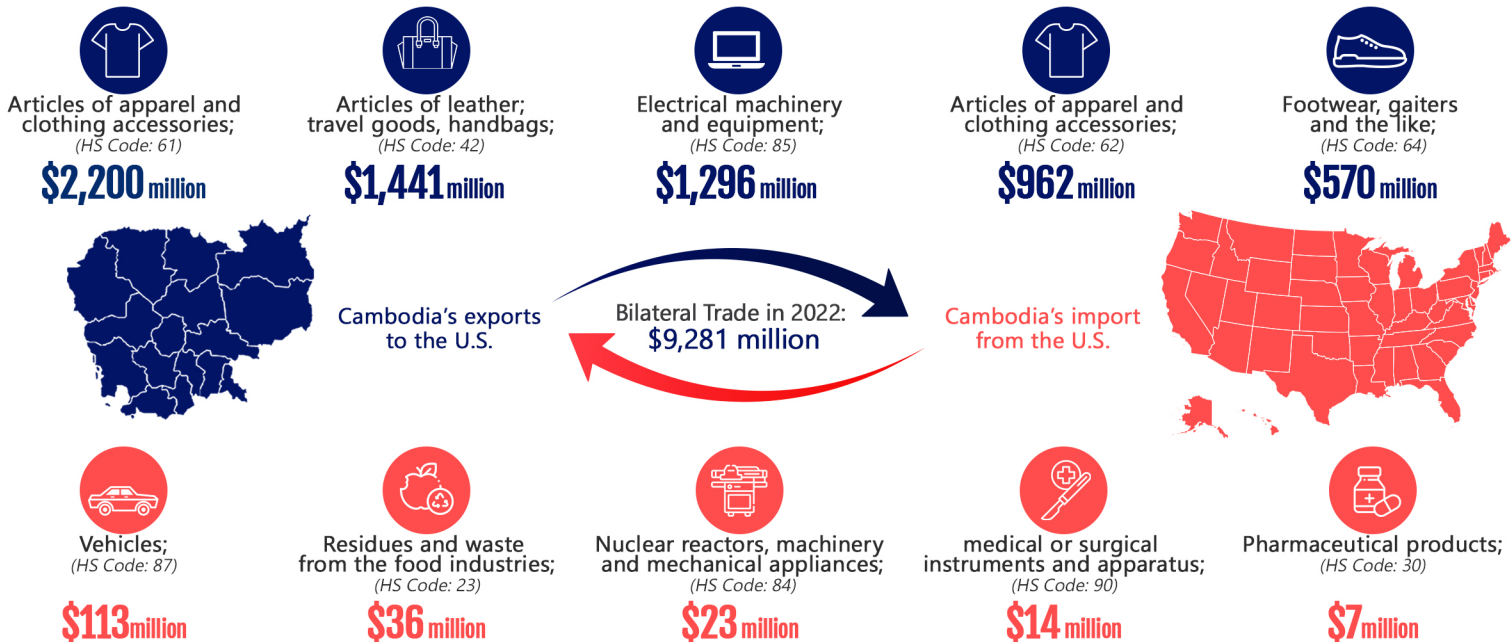 Articles of apparel and
clothing accessories;
(HS Code: 61)
$2,200 million
Articles of leather;
travel goods, handbags;
(HS Code: 42)
$1,441 million
Electrical machinery
and equipment;
(HS Code: 85)
$1,296 million
Articles of apparel and
clothing accessories;
(HS Code: 62)
$962 million
Footwear, gaiters
and the like;
(HS Code: 64)
$570 million
Cambodia's exports
to the U.S.
Bilateral Trade in 2022:
$9,281 million
Cambodia's import
from the U.S.
Vehicles;
(HS Code: 87)
$113 million
Residues and waste
from the food industries;
(HS Code: 23)
$36 million
Nuclear reactors, machinery
and mechanical appliances;
(HS Code: 84)
$23 million
medical or surgical
instruments and apparatus;
(HS Code: 90)
$14 million
Pharmaceutical products;
(HS Code: 30)
$7 million